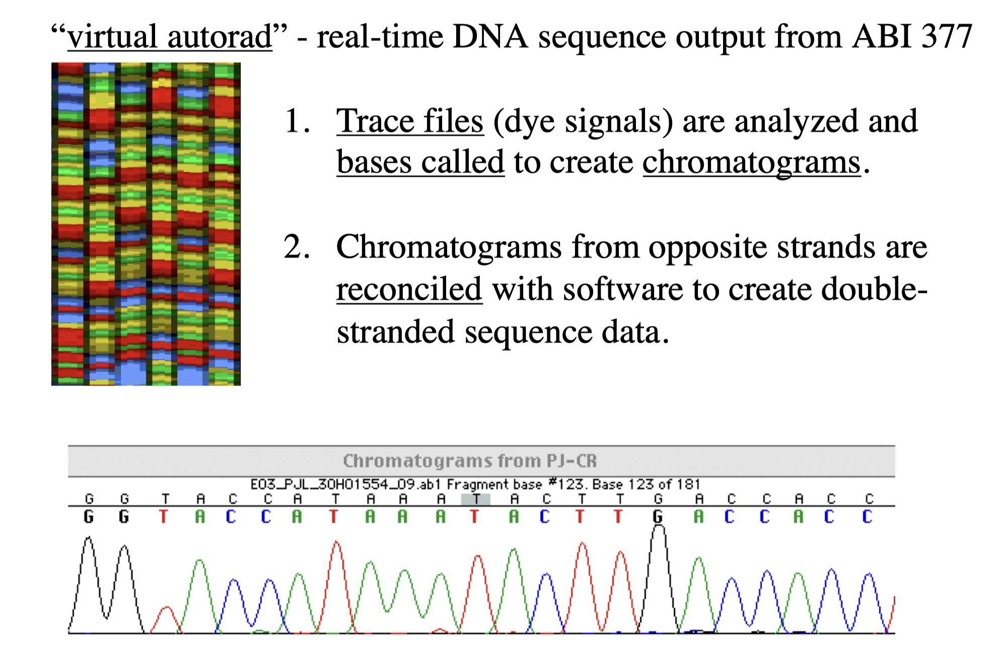 “virtual autorad” - real-time DNA sequence output from ABI 377
1. Trace files (dye signals) are analyzed and
bases called to create chromatograms.
2. Chromatograms from opposite strands are
reconciled with software to create double-
stranded sequence data.
Chromatograms from PJ-CR
E03_PJL_30H01554_09.ab1 Fragment base #123. Base 123 of 181
G G T A C C A T A A A T A C T T G A C C A C C
G G T A C C A T A A A T A C T T G A C C A C C